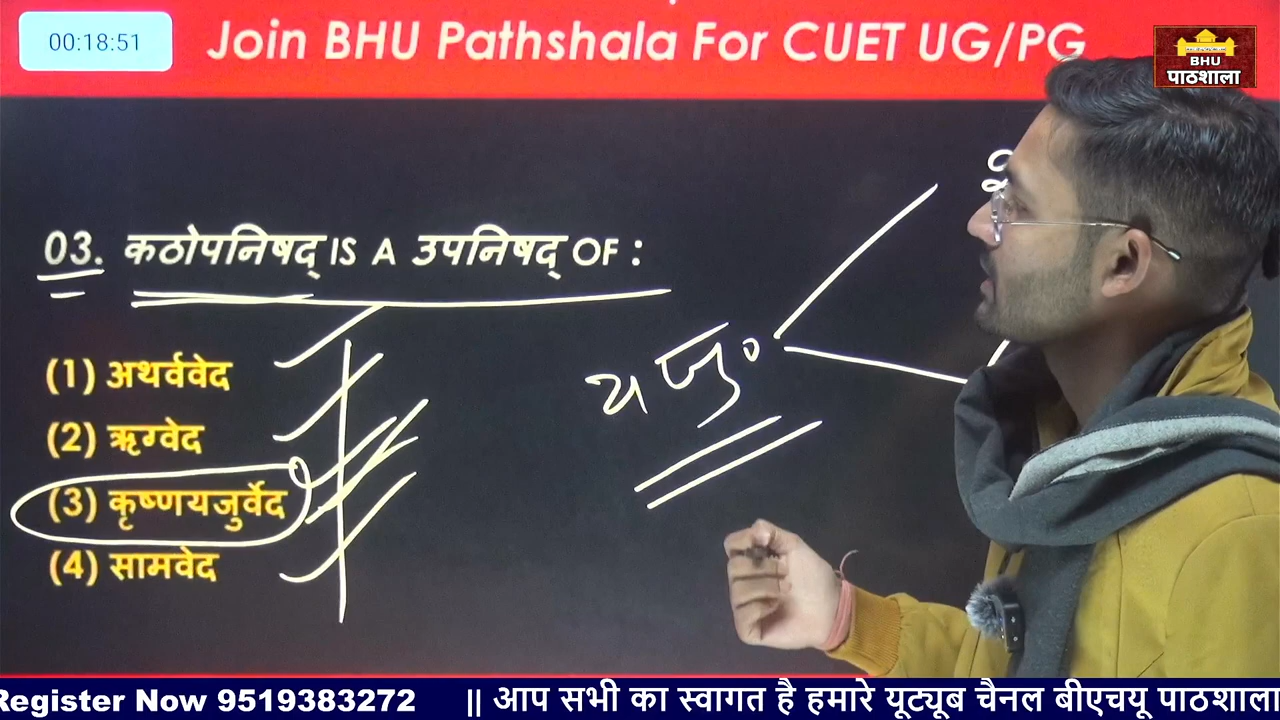 00:18:51
Join BHU Pathshala For CUET UG/PG
BHU
पाठशाला
03. कठोपनिषद् IS A उपनिषद् OF :
(1) अथर्ववेद
(2) ऋग्वेद
(3) कृष्णयजुर्वेद
(4) सामवेद
यजु०
Register Now 9519383272 || आप सभी का स्वागत है हमारे यूट्यूब चैनल बीएचयू पाठशाला